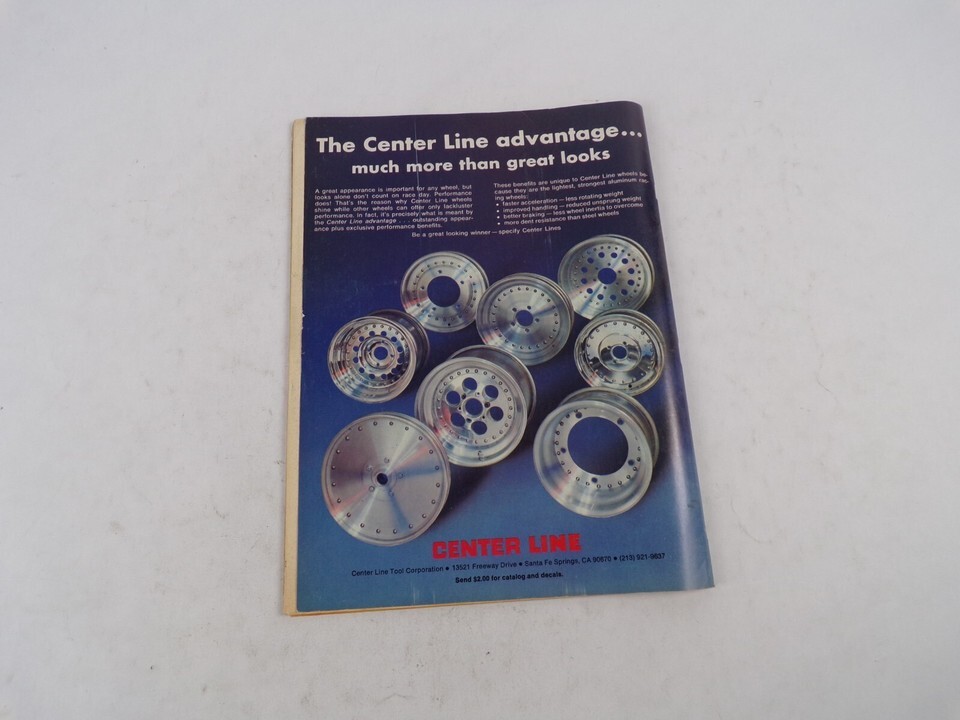 The Center Line advantage...
much more than great looks
A great appearance is important for any wheel, but
looks alone don't count on race day. Performance
does! That's the reason why Center Line wheels
shine while other wheels can offer only lackluster
performance. In fact, it's precisely what is meant by
the Center Line advantage . . . outstanding appear-
ance plus exclusive performance benefits.
These benefits are unique to Center Line wheels be-
cause they are the lightest, strongest aluminum rac-
ing wheels:
• faster acceleration — less rotating weight
• improved handling — reduced unsprung weight
• better braking — less wheel inertia to overcome
• more dent resistance than steel wheels
Be a great looking winner — specify Center Lines
CENTER LINE
Center Line Tool Corporation • 13521 Freeway Drive • Santa Fe Springs, CA 90670 • (213) 921-9637
Send $2.00 for catalog and decals.